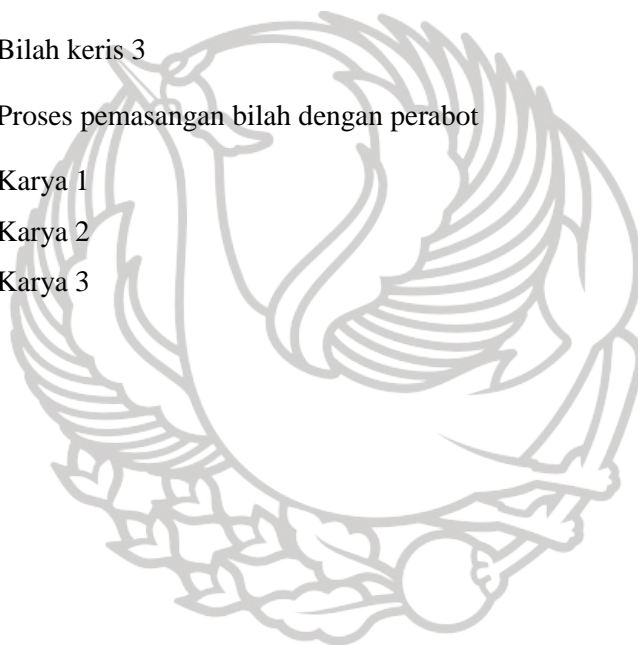 Bilah keris 3
Proses pemasangan bilah dengan perabot
Karya 1
Karya 2
Karya 3